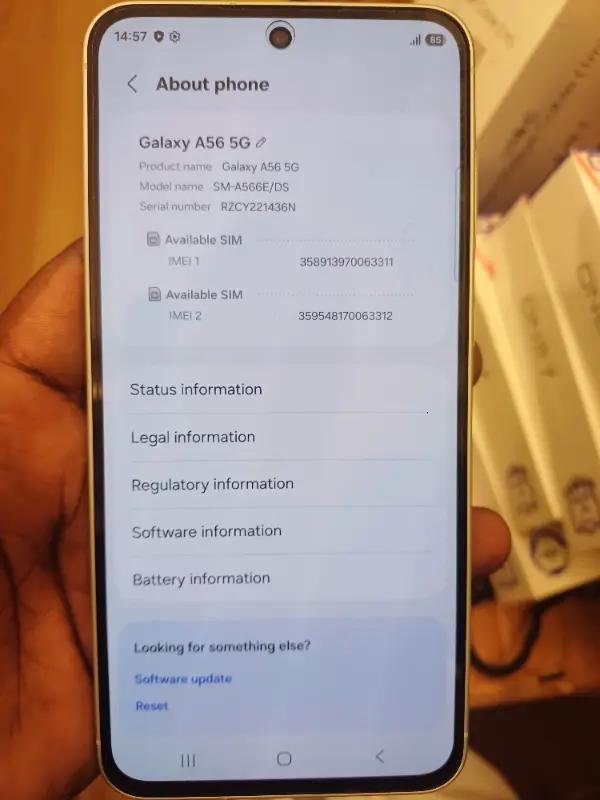 14:57
85
About phone
Galaxy A56 5G
Product name Galaxy A56 5G
Model name SM-A566E/DS
Serial number RZCY221436N
Available SIM
IMEI 1 358913970063311
Available SIM
IMEI 2 359548170063312
Status information
Legal information
Regulatory information
Software information
Battery information
Looking for something else?
Software update
Reset